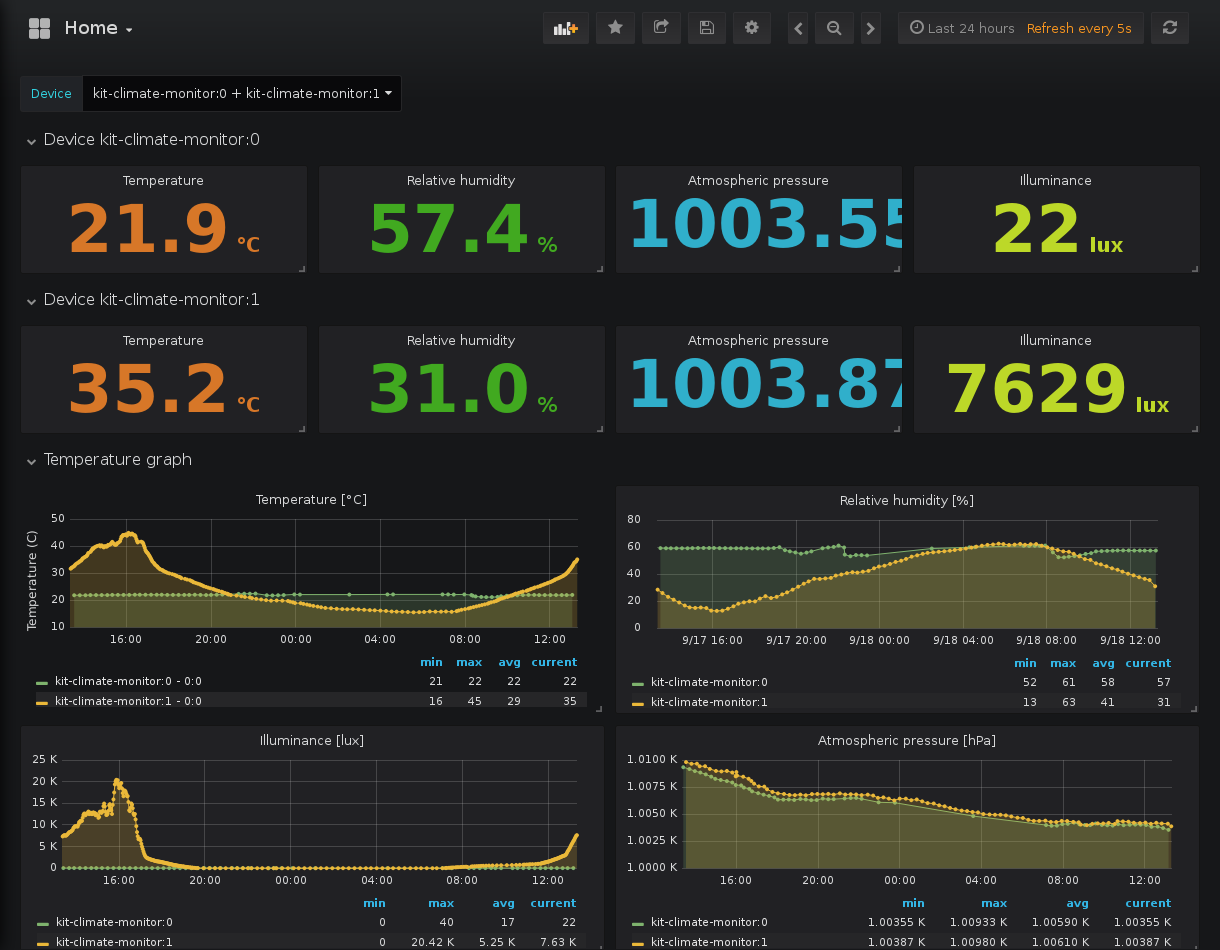 Home
Last 24 hours Refresh every 5s
Device kit-climate-monitor:0 + kit-climate-monitor:1
Device kit-climate-monitor:0
Temperature Relative humidity Atmospheric pressure Illuminance
21.9 °C 57.4 % 1003.55 22 lux
Device kit-climate-monitor:1
Temperature Relative humidity Atmospheric pressure Illuminance
35.2 °C 31.0 % 1003.87 7629 lux
Temperature graph
Temperature [°C]
Temperature (C)
50
40
30
20
10
16:00 20:00 00:00 04:00 08:00 12:00
min max avg current
kit-climate-monitor:0 - 0:0 21 22 22 22
kit-climate-monitor:1 - 0:0 16 45 29 35
Relative humidity [%]
80
60
40
20
0
9/17 16:00 9/17 20:00 9/18 00:00 9/18 04:00 9/18 08:00 9/18 12:00
min max avg current
kit-climate-monitor:0 52 61 58 57
kit-climate-monitor:1 13 63 41 31
Illuminance [lux]
25 K
20 K
15 K
10 K
5 K
0
16:00 20:00 00:00 04:00 08:00 12:00
min max avg current
kit-climate-monitor:0 0 40 17 22
kit-climate-monitor:1 0 20.42 K 5.25 K 7.63 K
Atmospheric pressure [hPa]
1.0100 K
1.0075 K
1.0050 K
1.0025 K
1.0000 K
16:00 20:00 00:00 04:00 08:00 12:00
min max avg current
kit-climate-monitor:0 1.00355 K 1.00933 K 1.00590 K 1.00355 K
kit-climate-monitor:1 1.00387 K 1.00980 K 1.00610 K 1.00387 K